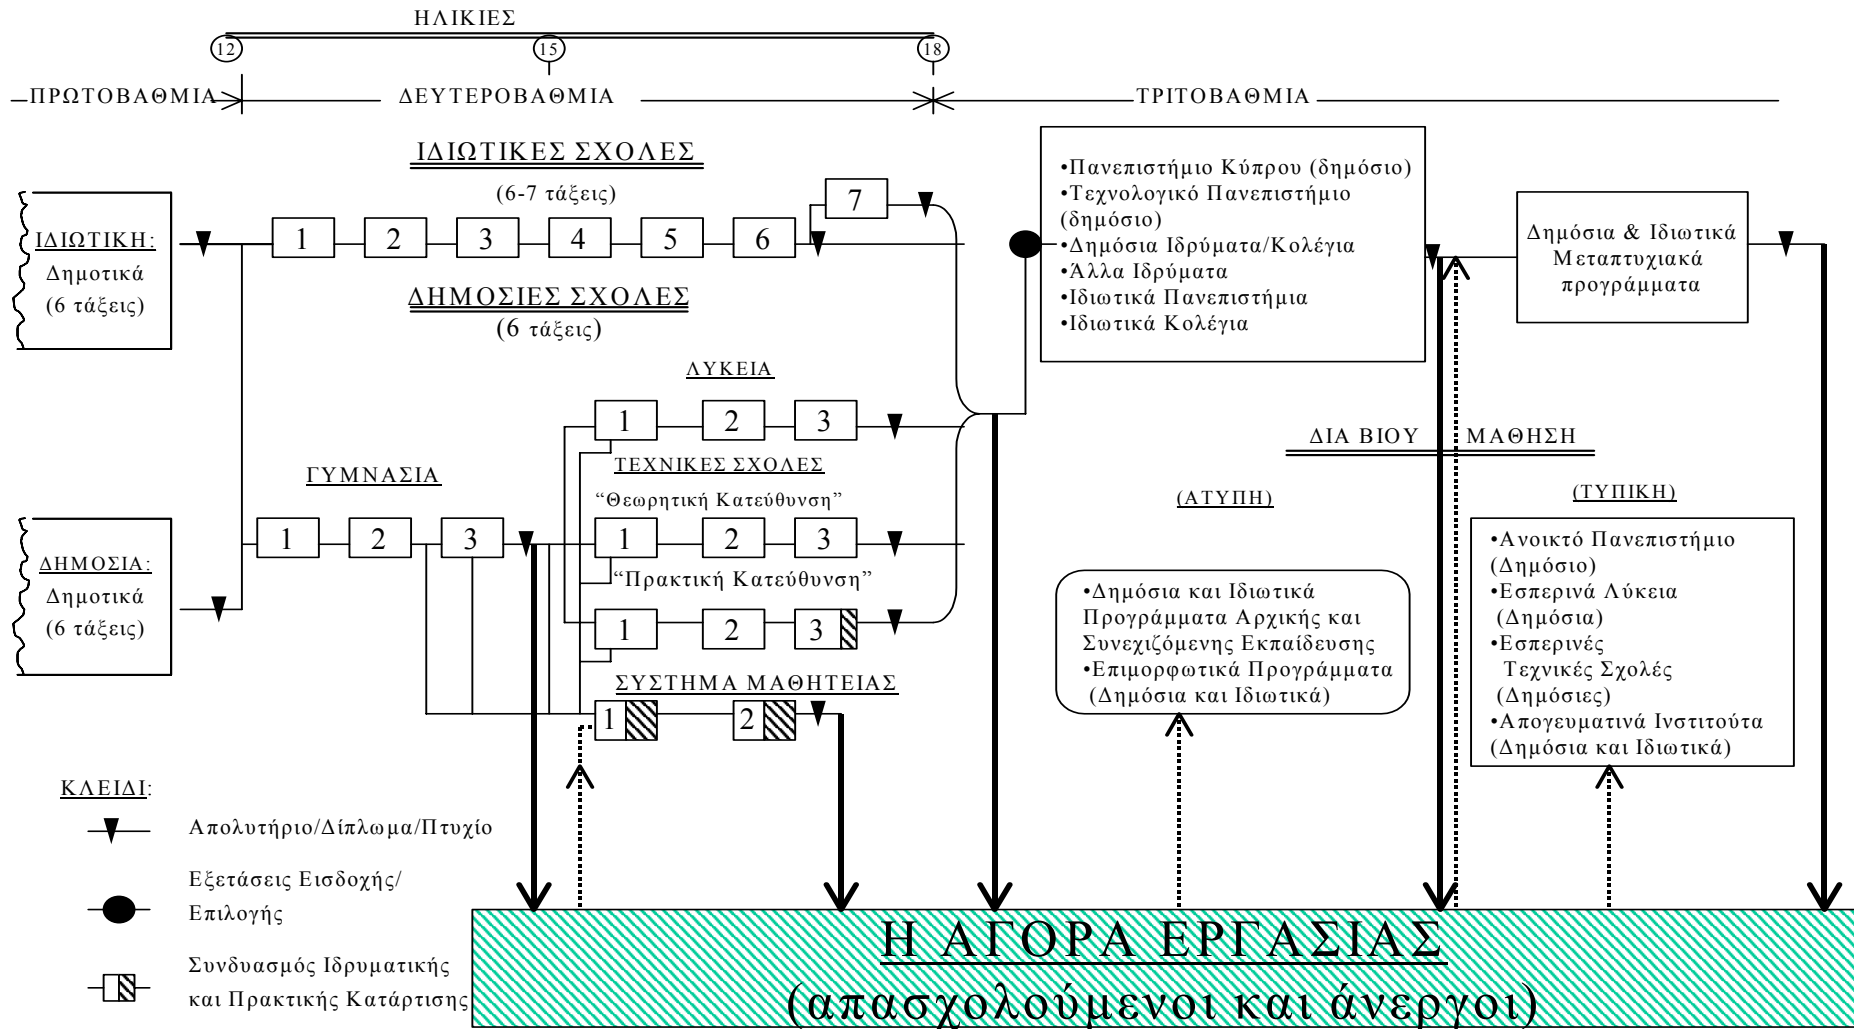 ΗΛΙΚΙΕΣ
12 15 18
ΠΡΩΤΟΒΑΘΜΙΑ ΔΕΥΤΕΡΟΒΑΘΜΙΑ ΤΡΙΤΟΒΑΘΜΙΑ
ΙΔΙΩΤΙΚΕΣ ΣΧΟΛΕΣ
(6-7 τάξεις)
7
ΙΔΙΩΤΙΚΗ:
Δημοτικά
(6 τάξεις)
1 2 3 4 5 6
ΔΗΜΟΣΙΕΣ ΣΧΟΛΕΣ
(6 τάξεις)
•Πανεπιστήμιο Κύπρου (δημόσιο)
•Τεχνολογικό Πανεπιστήμιο
(δημόσιο)
•Δημόσια Ιδρύματα/Κολέγια
•Άλλα Ιδρύματα
•Ιδιωτικά Πανεπιστήμια
•Ιδιωτικά Κολέγια
Δημόσια & Ιδιωτικά
Μεταπτυχιακά
προγράμματα
ΛΥΚΕΙΑ
1 2 3
ΤΕΧΝΙΚΕΣ ΣΧΟΛΕΣ
“Θεωρητική Κατεύθυνση”
ΓΥΜΝΑΣΙΑ
1 2 3
1 2 3
“Πρακτική Κατεύθυνση”
1 2 3
ΔΗΜΟΣΙΑ:
Δημοτικά
(6 τάξεις)
ΣΥΣΤΗΜΑ ΜΑΘΗΤΕΙΑΣ
1 2
ΔΙΑ ΒΙΟΥ ΜΑΘΗΣΗ
(ΑΤΥΠΗ)
•Δημόσια και Ιδιωτικά
Προγράμματα Αρχικής και
Συνεχιζόμενης Εκπαίδευσης
•Επιμορφωτικά Προγράμματα
(Δημόσια και Ιδιωτικά)
(ΤΥΠΙΚΗ)
•Ανοικτό Πανεπιστήμιο
(Δημόσιο)
•Εσπερινά Λύκεια
(Δημόσια)
•Εσπερινές
Τεχνικές Σχολές
(Δημόσιες)
•Απογευματινά Ινστιτούτα
(Δημόσια και Ιδιωτικά)
ΚΛΕΙΔΙ:
Απολυτήριο/Δίπλωμα/Πτυχίο
Εξετάσεις Εισδοχής/
Επιλογής
Συνδυασμός Ιδρυματικής
και Πρακτικής Κατάρτισης
Η ΑΓΟΡΑ ΕΡΓΑΣΙΑΣ
(απασχολούμενοι και άνεργοι)